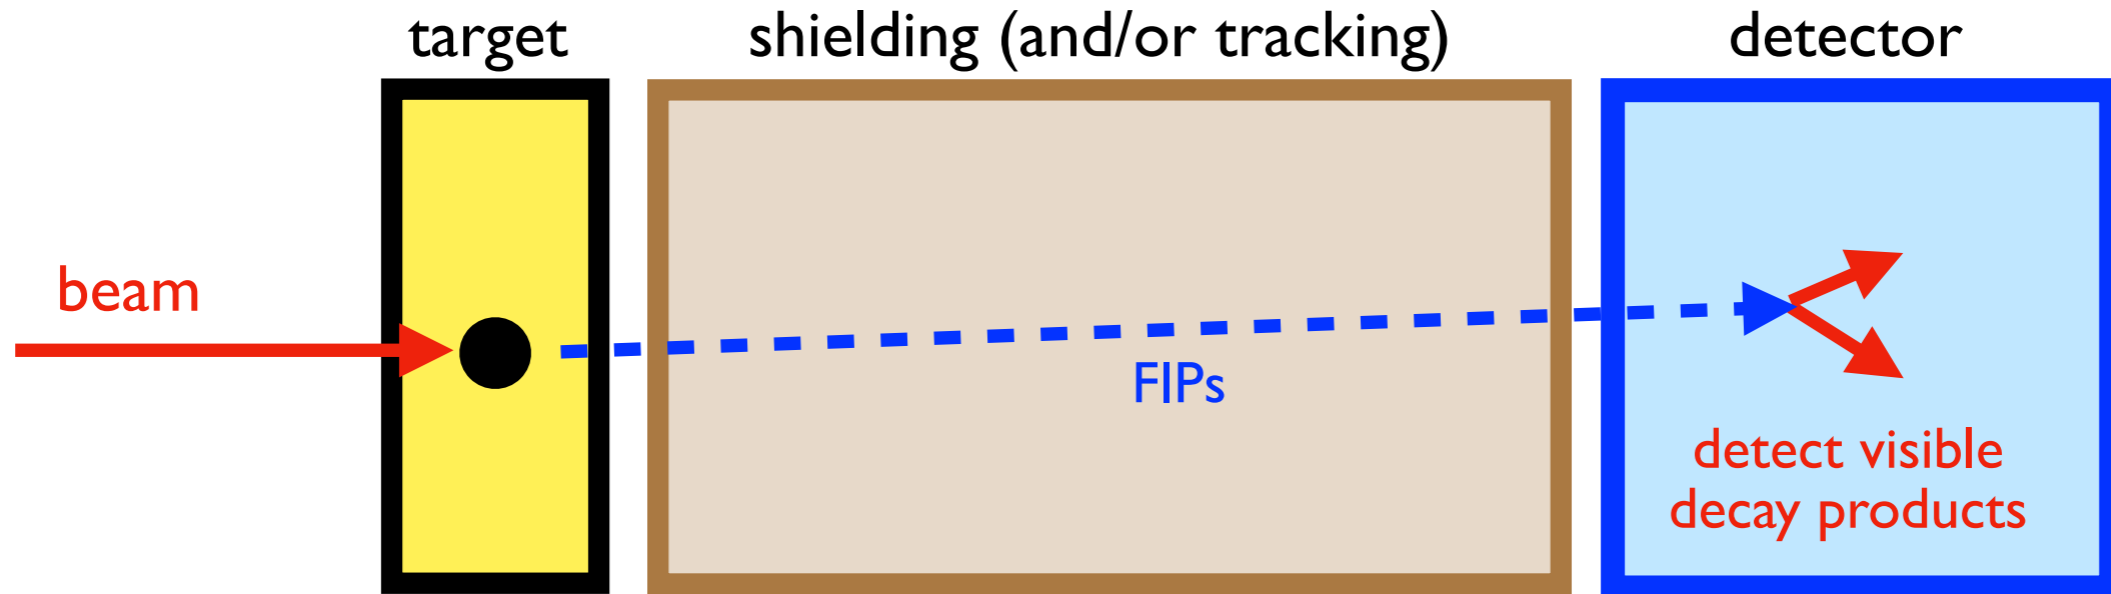 target
shielding (and/or tracking)
detector
beam
FIPs
detect visible
decay products